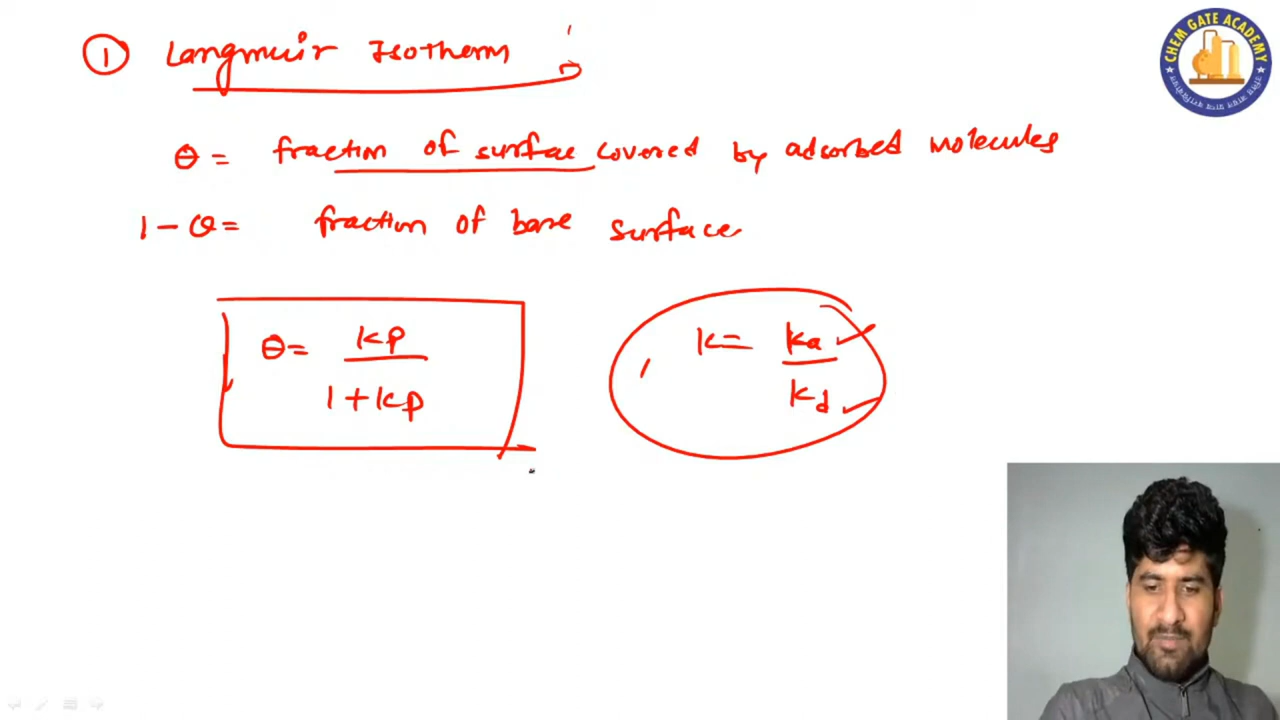 ① Langmuir Isotherm
θ = fraction of surface covered by adsorbed molecules
1 - θ = fraction of base surface
θ = kp / 1 + kp
k = ka / kd
CHEM GATE ACADEMY